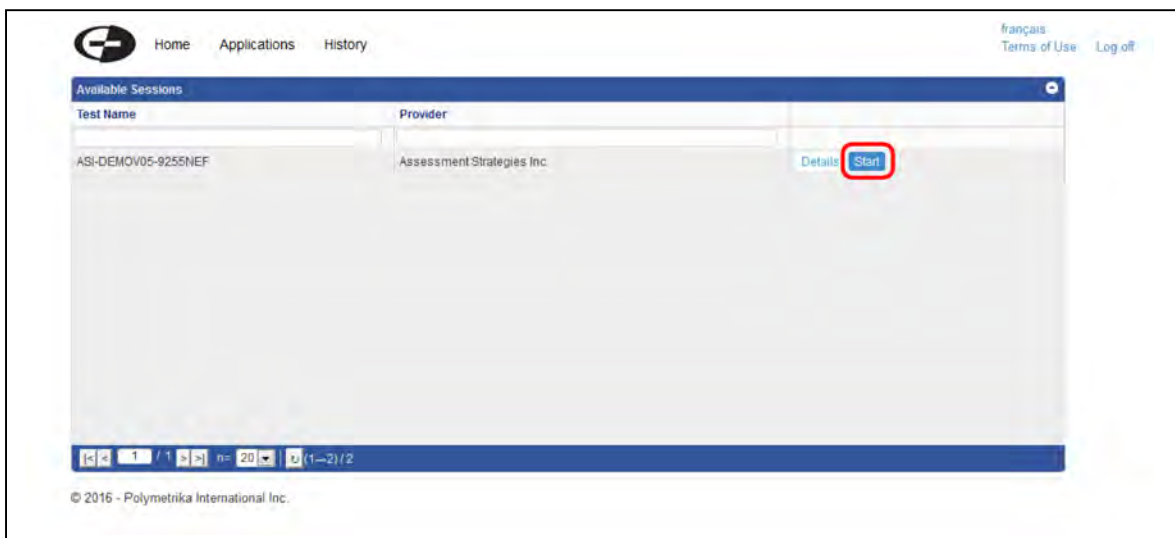 français
Home Applications History Terms of Use Log off
Available Sessions
Test Name Provider
ASI-DEMOV05-9255NEF Assessment Strategies Inc. Details Start
|< < 1 / 1 > >| n= 20 ↻ (1—2) / 2
© 2016 - Polymetrika International Inc.